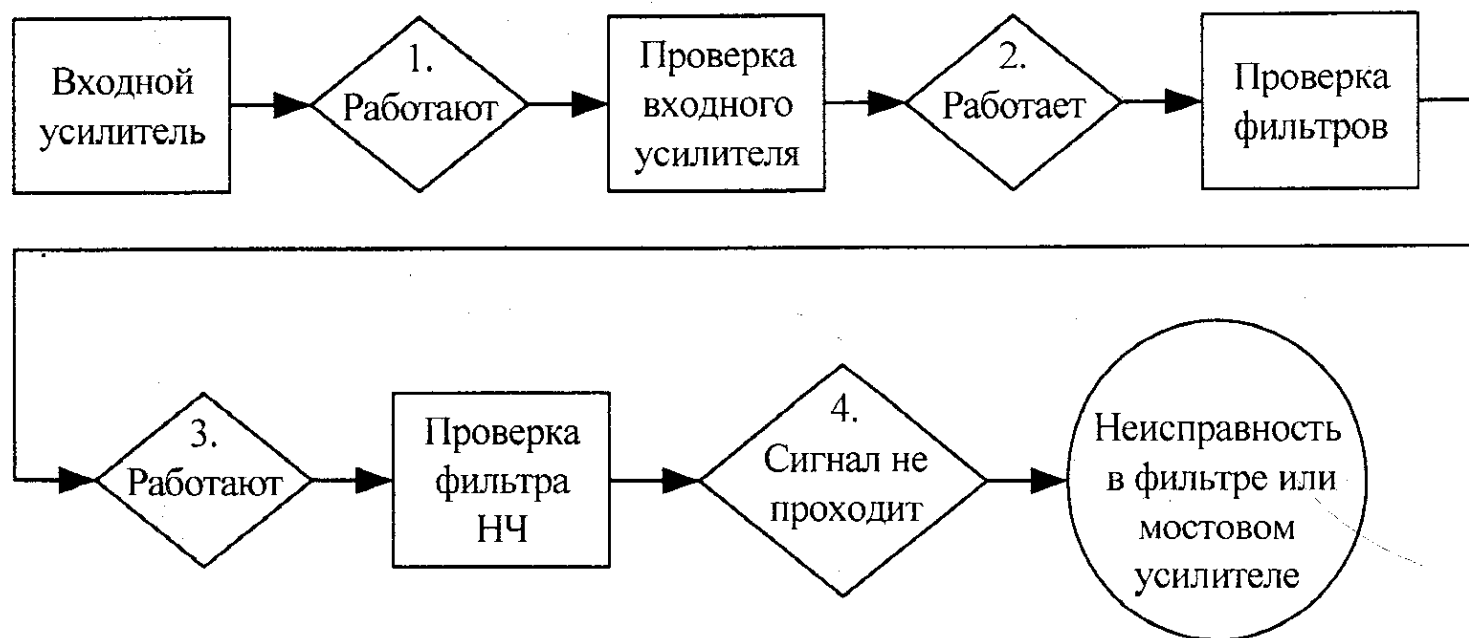 Входной
усилитель
1.
Работают
Проверка
входного
усилителя
2.
Работает
Проверка
фильтров
3.
Работают
Проверка
фильтра
НЧ
4.
Сигнал не
проходит
Неисправность
в фильтре или
мостовом
усилителе